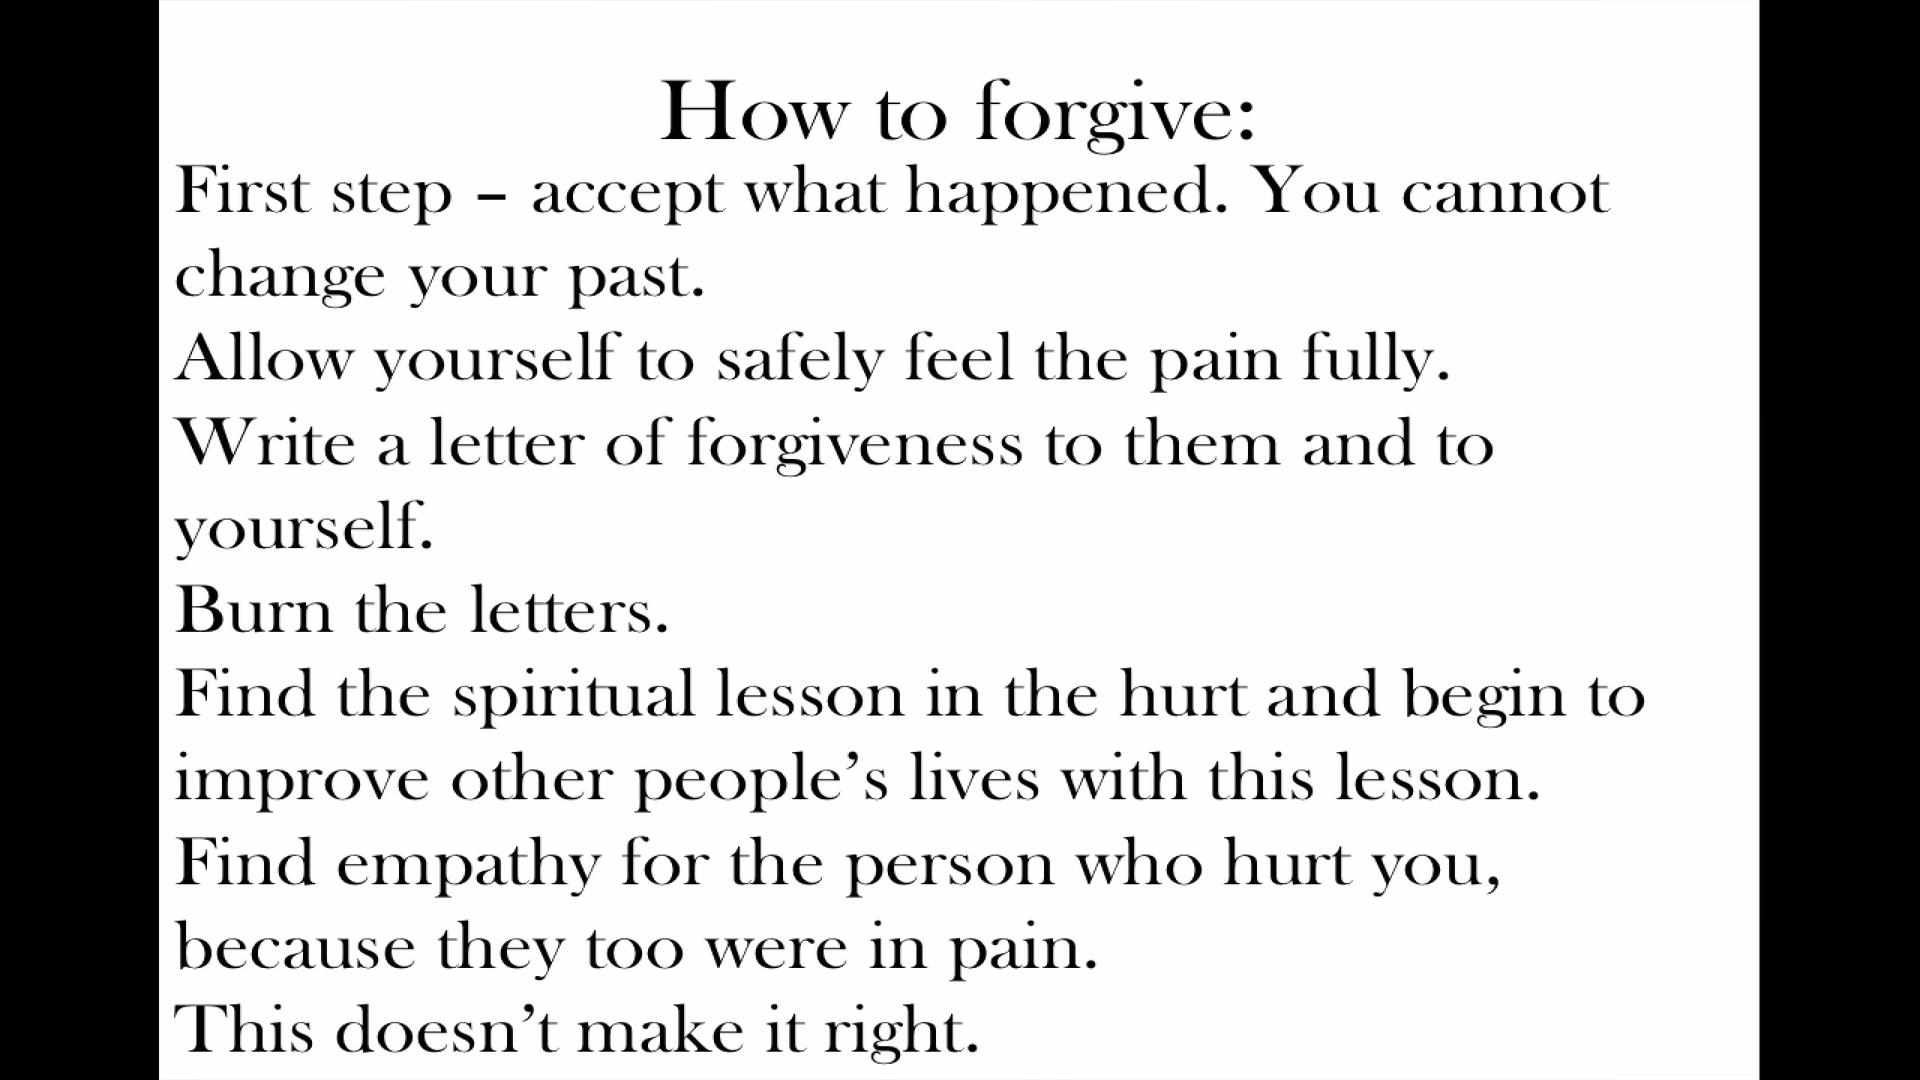 How to forgive:
First step – accept what happened. You cannot
change your past.
Allow yourself to safely feel the pain fully.
Write a letter of forgiveness to them and to
yourself.
Burn the letters.
Find the spiritual lesson in the hurt and begin to
improve other people’s lives with this lesson.
Find empathy for the person who hurt you,
because they too were in pain.
This doesn’t make it right.